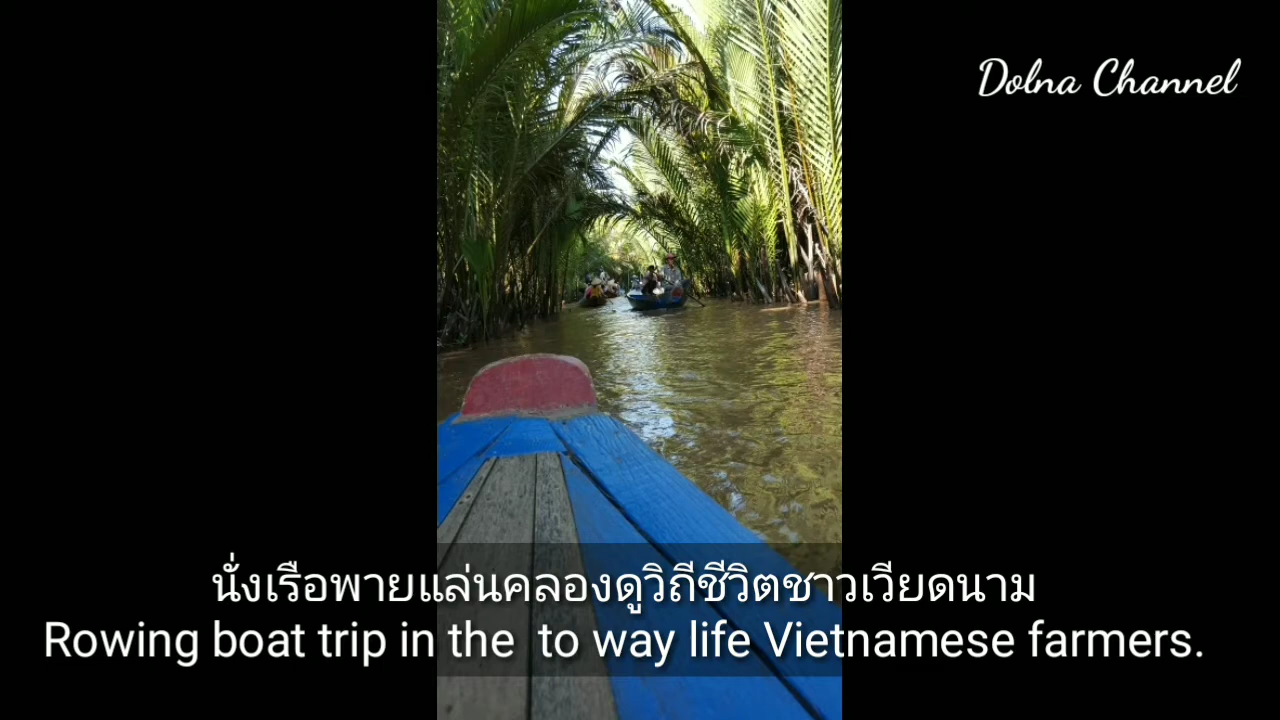 Dolna Channel
นั่งเรือพายแล่นคลองดูวิถีชีวิตชาวเวียดนาม
Rowing boat trip in the  to way life Vietnamese farmers.